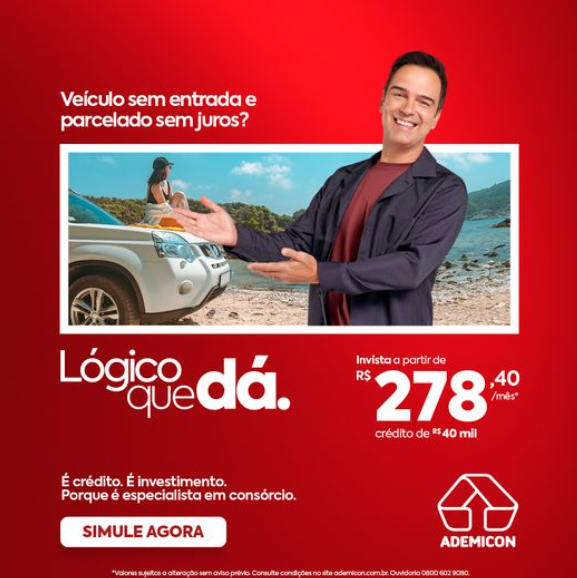 Veículo sem entrada e
parcelado sem juros?
Lógico
que dá.
Invista a partir de
R$ 278,40
/mês*
crédito de R$ 40 mil
É crédito. É investimento.
Porque é especialista em consórcio.
SIMULE AGORA
ADEMICON
*Valores sujeitos a alteração sem aviso prévio. Consulte condições no site ademicon.com.br. Ouvidoria 0800 602 9080.